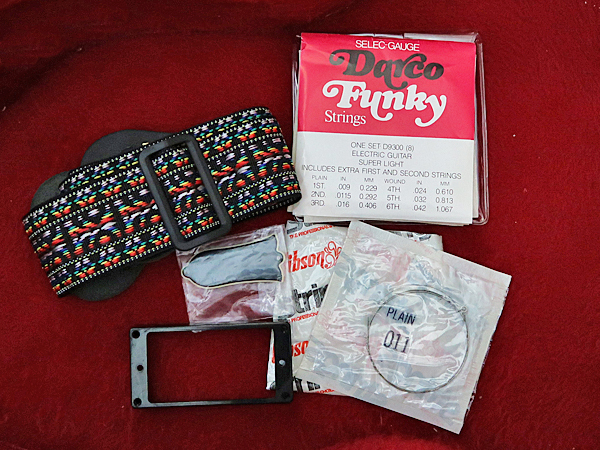 SELEC-GAUGE
Darco
Funky
Strings
ONE SET D9300 (8)
ELECTRIC GUITAR
SUPER LIGHT
INCLUDES EXTRA FIRST AND SECOND STRINGS
PLAIN IN MM WOUND IN MM
1ST. .009 0.229 4TH. .024 0.610
2ND. .0115 0.292 5TH. .032 0.813
3RD. .016 0.406 6TH. .042 1.067
& PROFESSIONAL
Gibson
PLAIN
011